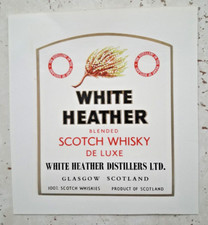 WHITE
HEATHER
BLENDED
SCOTCH WHISKY
DE LUXE
WHITE HEATHER DISTILLERS LTD.
GLASGOW SCOTLAND
100% SCOTCH WHISKIES PRODUCT OF SCOTLAND